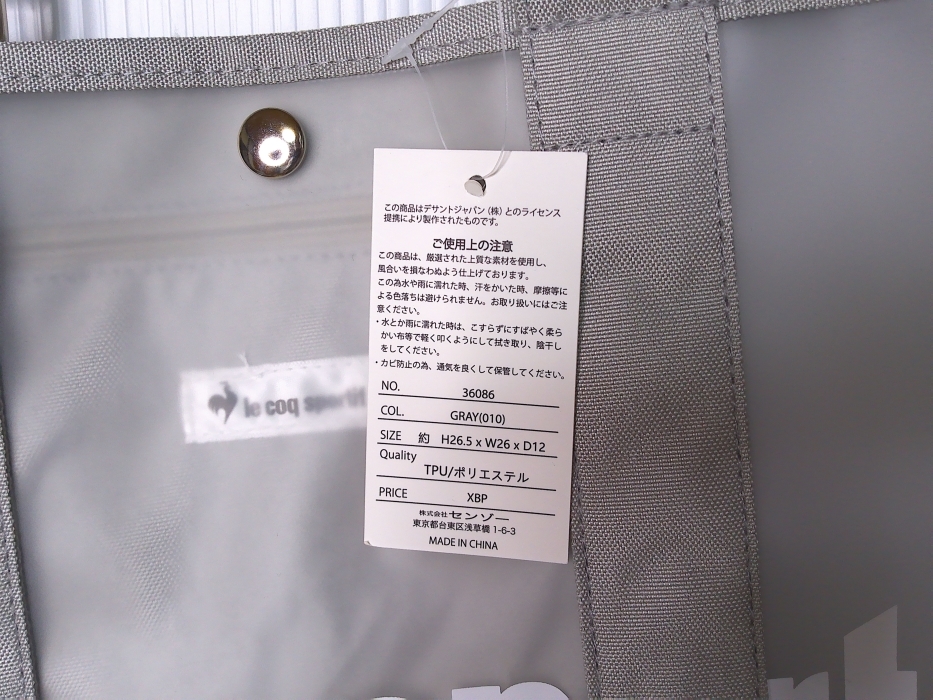 この商品はデサントジャパン（株）とのライセンス
提携により製作されたものです。
ご使用上の注意
この商品は、厳選された上質な素材を使用し、
風合いを損なわぬよう仕上げております。
この為水や雨に濡れた時、汗をかいた時、摩擦等に
よる色落ちは避けられません。お取り扱いにはご注
意ください。
・水とか雨に濡れた時は、こすらずにすばやく柔ら
かい布等で軽く叩くようにして拭き取り、陰干し
をしてください。
・カビ防止の為、通気を良くして保管してください。
NO. 36086
COL. GRAY(010)
SIZE 約 H26.5 x W26 x D12
Quality
TPU/ポリエステル
PRICE XBP
株式会社センゾー
東京都台東区浅草橋 1-6-3
MADE IN CHINA
le coq sportif